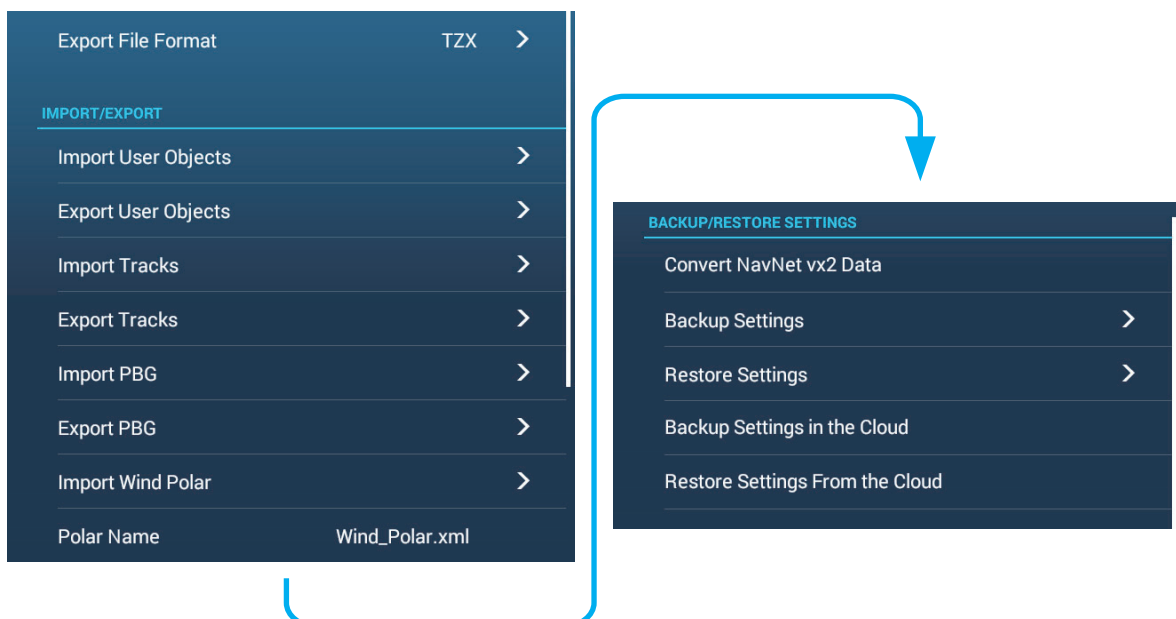 Export File Format TZX
IMPORT/EXPORT
Import User Objects
Export User Objects
Import Tracks
Export Tracks
Import PBG
Export PBG
Import Wind Polar
Polar Name Wind_Polar.xml
BACKUP/RESTORE SETTINGS
Convert NavNet vx2 Data
Backup Settings
Restore Settings
Backup Settings in the Cloud
Restore Settings From the Cloud